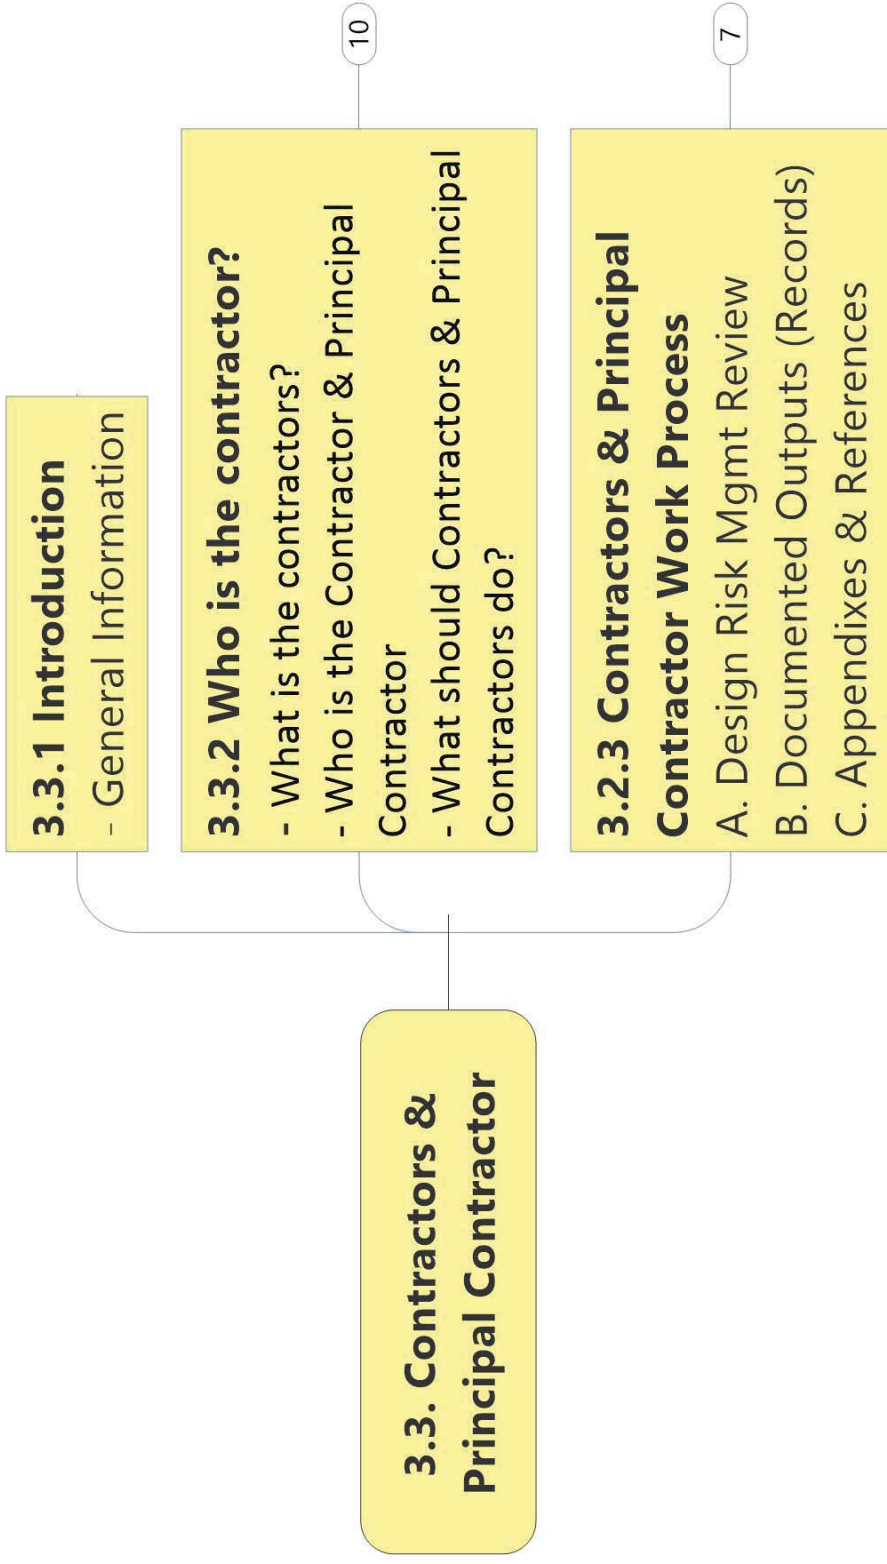 3.3. Contractors &
Principal Contractor
3.3.1 Introduction
- General Information
3.3.2 Who is the contractor?
- What is the contractors?
- Who is the Contractor & Principal
Contractor
- What should Contractors & Principal
Contractors do?
10
3.2.3 Contractors & Principal
Contractor Work Process
A. Design Risk Mgmt Review
B. Documented Outputs (Records)
C. Appendixes & References
7